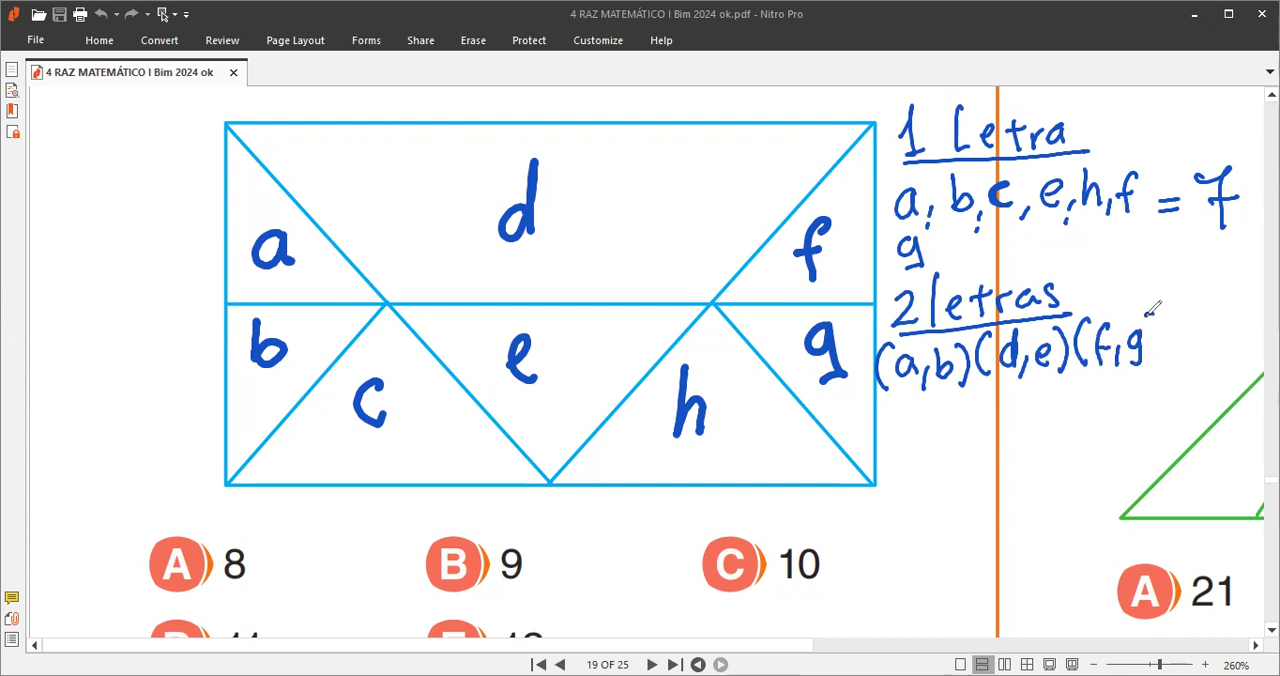 4 RAZ MATEMÁTICO I Bim 2024 ok.pdf - Nitro Pro
File Home Convert Review Page Layout Forms Share Erase Protect Customize Help
4 RAZ MATEMÁTICO I Bim 2024 ok
1 Letra
a, b, c, e, h, f = 7
g
2 letras
(a, b) (d, e) (f, g
d
a
f
b
e
g
c
h
A 8
B 9
C 10
A 21
19 OF 25
260%